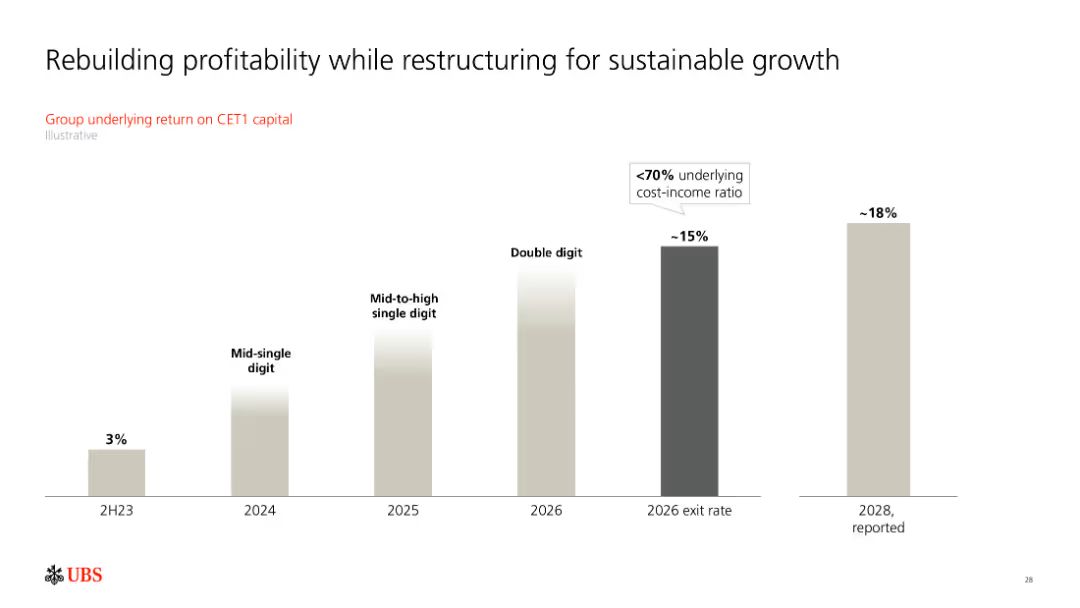 Rebuilding profitability while restructuring for sustainable growth
Group underlying return on CET1 capital
Illustrative
<70% underlying
cost-income ratio
3%
Mid-single
digit
Mid-to-high
single digit
Double digit
~15%
~18%
2H23
2024
2025
2026
2026 exit rate
2028,
reported
UBS
28